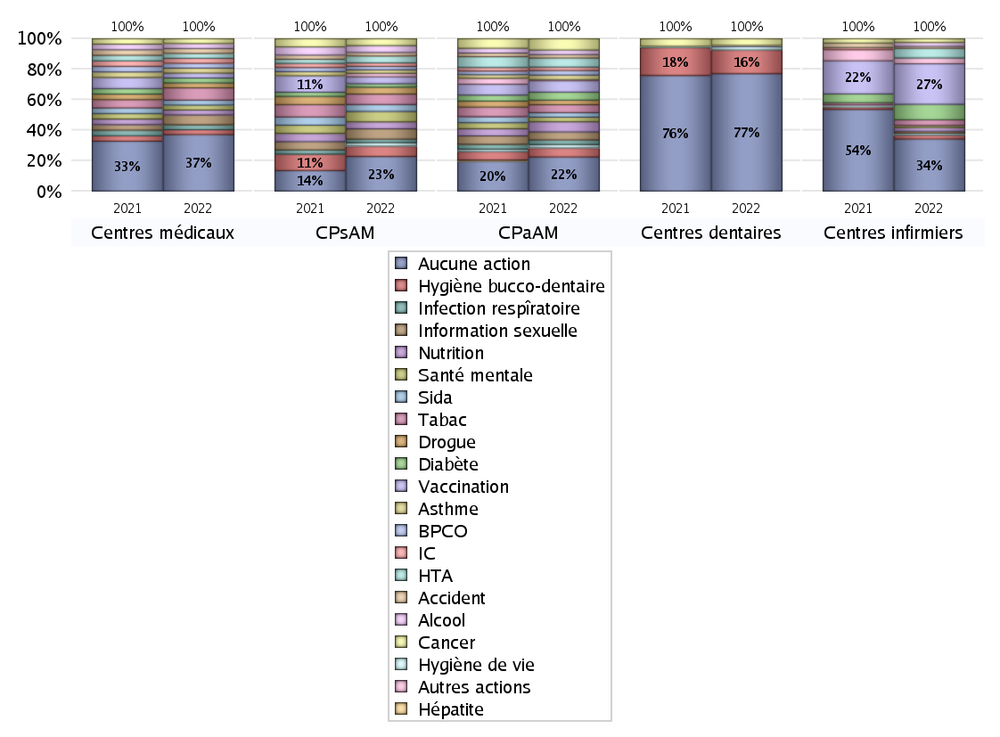 100% 100% 100% 100% 100% 100% 100% 100% 100% 100%
100%
80%
60%
40%
20%
0%
33% 37% 11% 11% 14% 23% 20% 22% 18% 76% 16% 77% 22% 54% 27% 34%
2021 2022 2021 2022 2021 2022 2021 2022 2021 2022
Centres médicaux CPsAM CPaAM Centres dentaires Centres infirmiers
Aucune action
Hygiène bucco-dentaire
Infection respîratoire
Information sexuelle
Nutrition
Santé mentale
Sida
Tabac
Drogue
Diabète
Vaccination
Asthme
BPCO
IC
HTA
Accident
Alcool
Cancer
Hygiène de vie
Autres actions
Hépatite